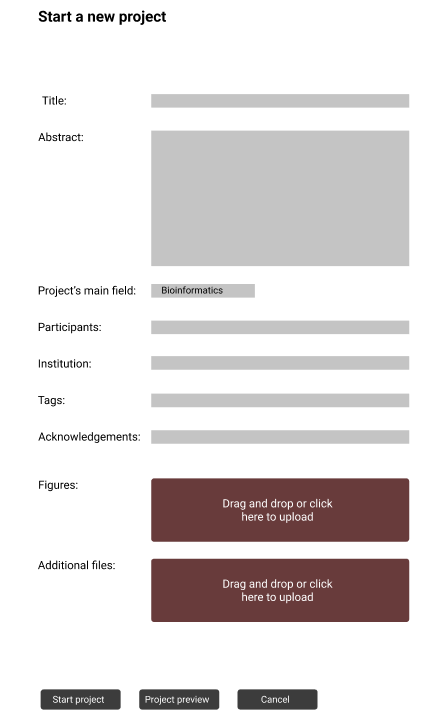 Start a new project
Title:
Abstract:
Project's main field:
Bioinformatics
Participants:
Institution:
Tags:
Acknowledgements:
Figures:
Drag and drop or click
here to upload
Additional files:
Drag and drop or click
here to upload
Start project
Project preview
Cancel